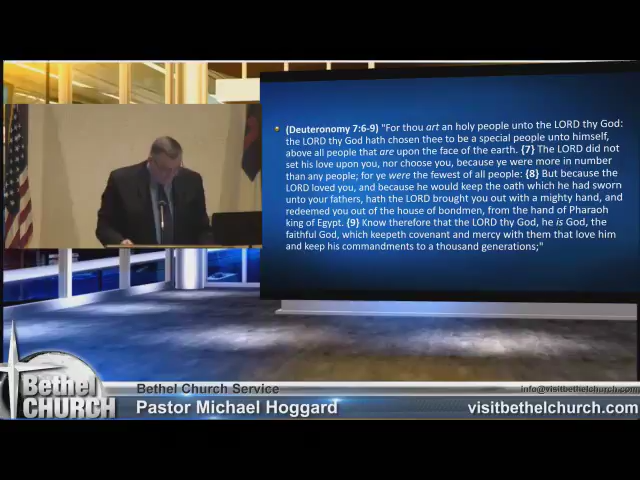 (Deuteronomy 7:6-9) "For thou art an holy people unto the LORD thy God:
the LORD thy God hath chosen thee to be a special people unto himself,
above all people that are upon the face of the earth. {7} The LORD did not
set his love upon you, nor choose you, because ye were more in number
than any people; for ye were the fewest of all people: {8} But because the
LORD loved you, and because he would keep the oath which he had sworn
unto your fathers, hath the LORD brought you out with a mighty hand, and
redeemed you out of the house of bondmen, from the hand of Pharaoh
king of Egypt. {9} Know therefore that the LORD thy God, he is God, the
faithful God, which keepeth covenant and mercy with them that love him
and keep his commandments to a thousand generations;"
Bethel
CHURCH
Bethel Church Service
info@visitbethelchurch.com
Pastor Michael Hoggard
visitbethelchurch.com